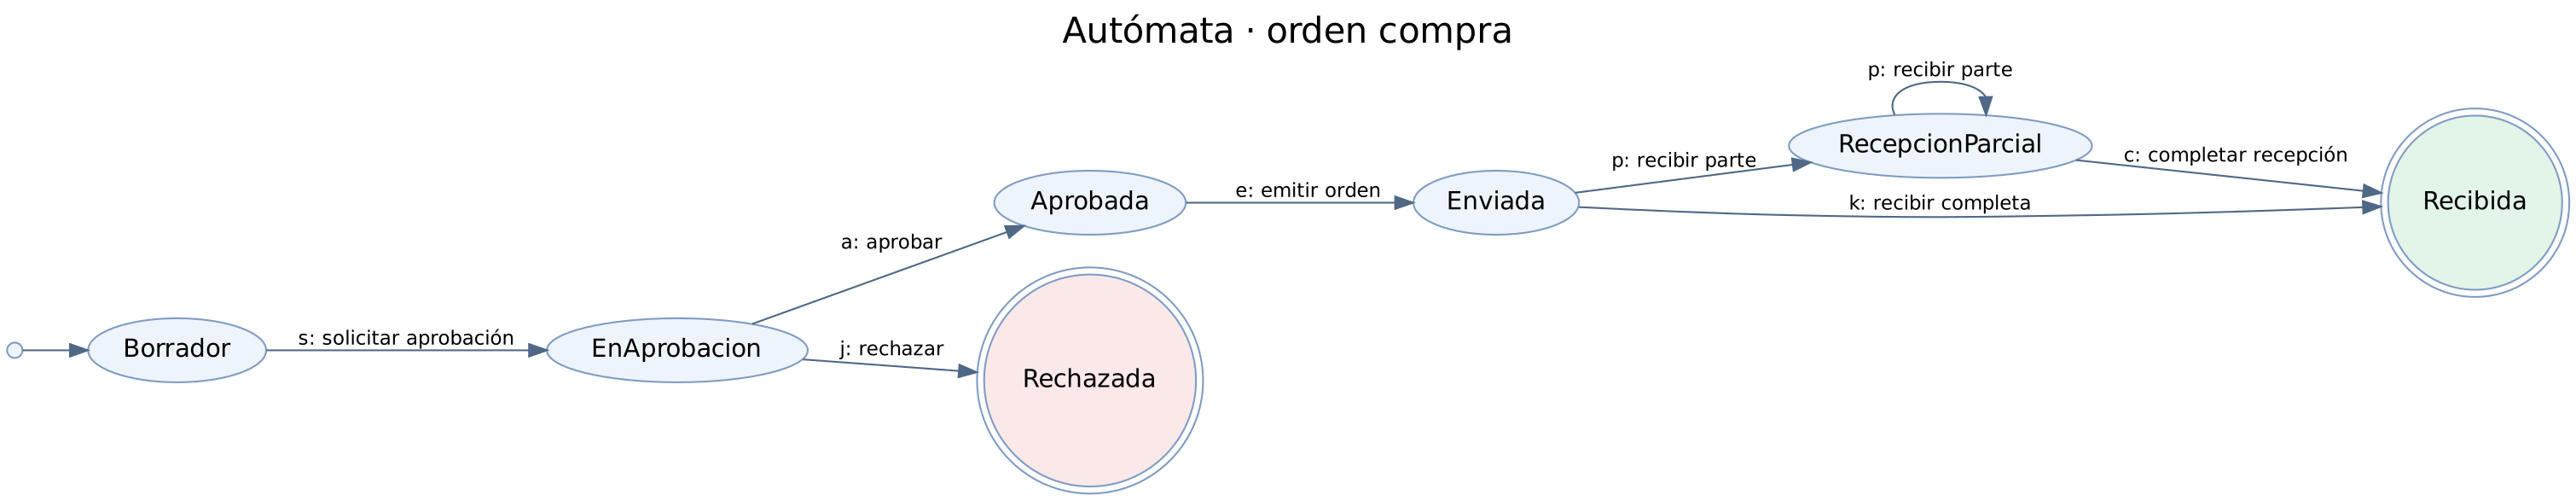 Autómata · orden compra
p: recibir parte
RecepcionParcial
p: recibir parte
c: completar recepción
Aprobada
e: emitir orden
Enviada
k: recibir completa
Recibida
a: aprobar
Borrador
s: solicitar aprobación
EnAprobacion
j: rechazar
Rechazada